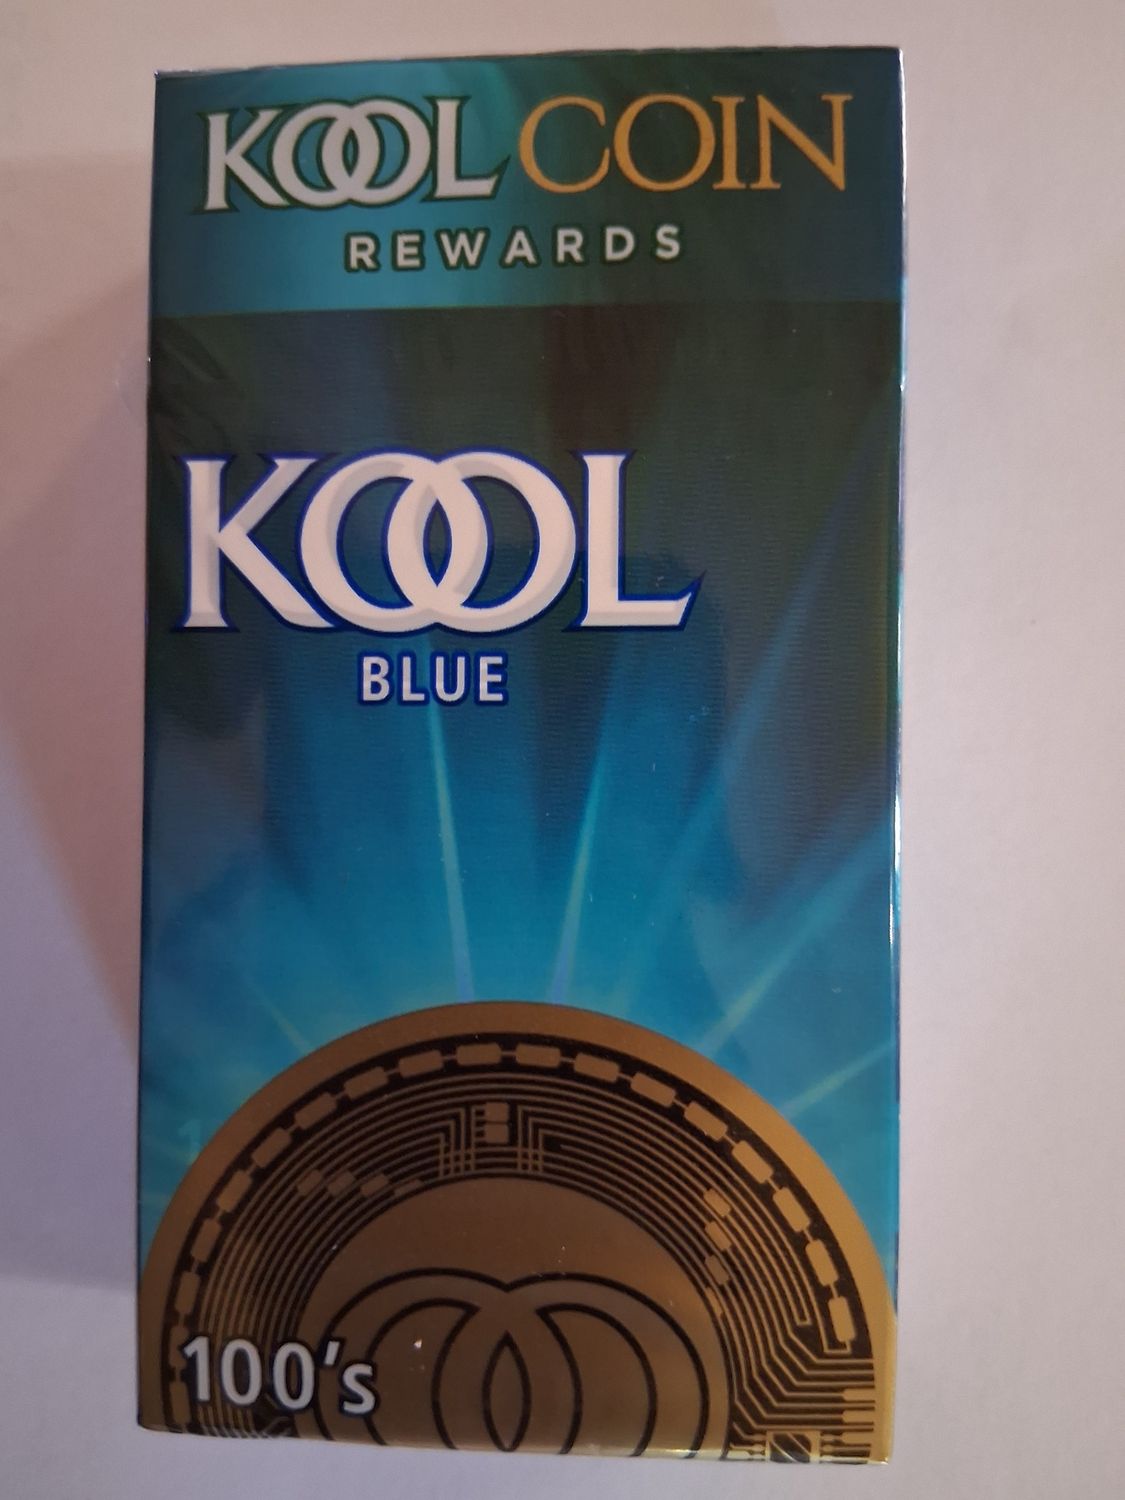 KOOL COIN
REWARDS
KOOL
BLUE
100's